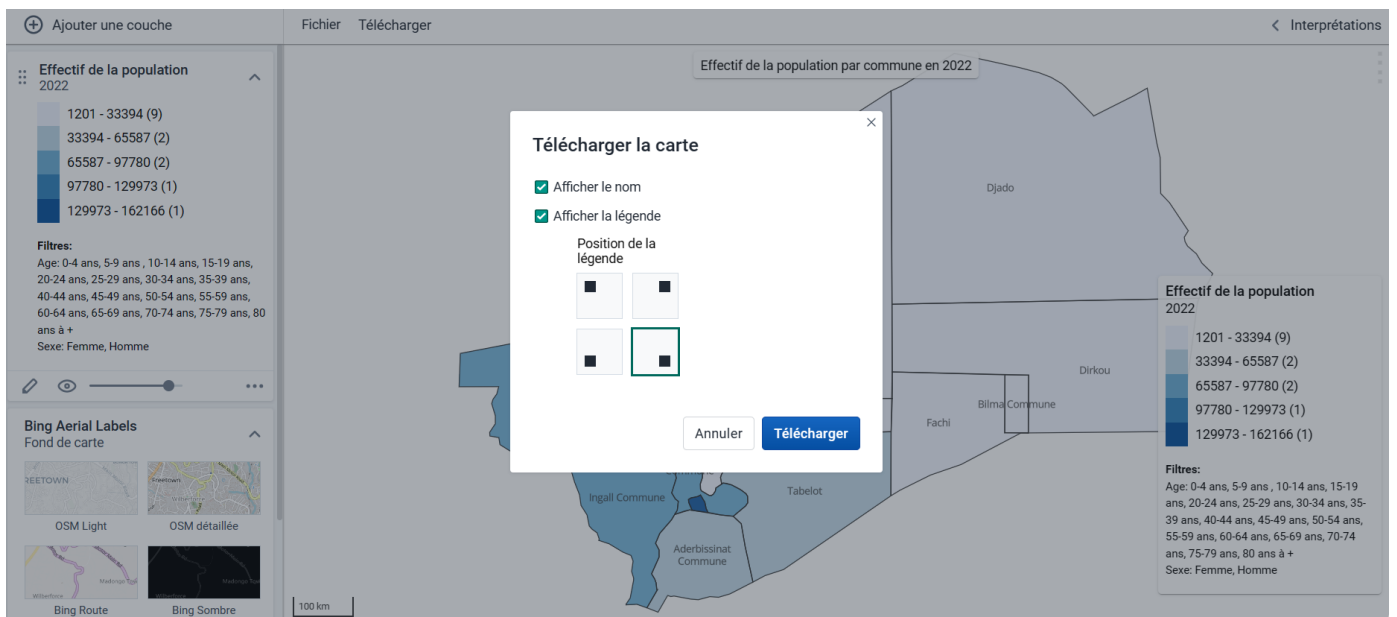 Ajouter une couche
Fichier Télécharger
Interprétations
Effectif de la population
2022
1201 - 33394 (9)
33394 - 65587 (2)
65587 - 97780 (2)
97780 - 129973 (1)
129973 - 162166 (1)
Filtres:
Age: 0-4 ans, 5-9 ans , 10-14 ans, 15-19 ans,
20-24 ans, 25-29 ans, 30-34 ans, 35-39 ans,
40-44 ans, 45-49 ans, 50-54 ans, 55-59 ans,
60-64 ans, 65-69 ans, 70-74 ans, 75-79 ans, 80
ans à +
Sexe: Femme, Homme
Bing Aerial Labels
Fond de carte
REETOWN
Freetown
Wilberforce
OSM Light
OSM détaillée
Wilberforce
Bing Route
Bing Sombre
Effectif de la population par commune en 2022
Télécharger la carte
Afficher le nom
Afficher la légende
Position de la
légende
Annuler
Télécharger
Djado
Dirkou
Bilma Commune
Fachi
Ingall Commune
Tabelot
Aderbissinat
Commune
100 km
Effectif de la population
2022
1201 - 33394 (9)
33394 - 65587 (2)
65587 - 97780 (2)
97780 - 129973 (1)
129973 - 162166 (1)
Filtres:
Age: 0-4 ans, 5-9 ans , 10-14 ans, 15-19
ans, 20-24 ans, 25-29 ans, 30-34 ans, 35-
39 ans, 40-44 ans, 45-49 ans, 50-54 ans,
55-59 ans, 60-64 ans, 65-69 ans, 70-74
ans, 75-79 ans, 80 ans à +
Sexe: Femme, Homme